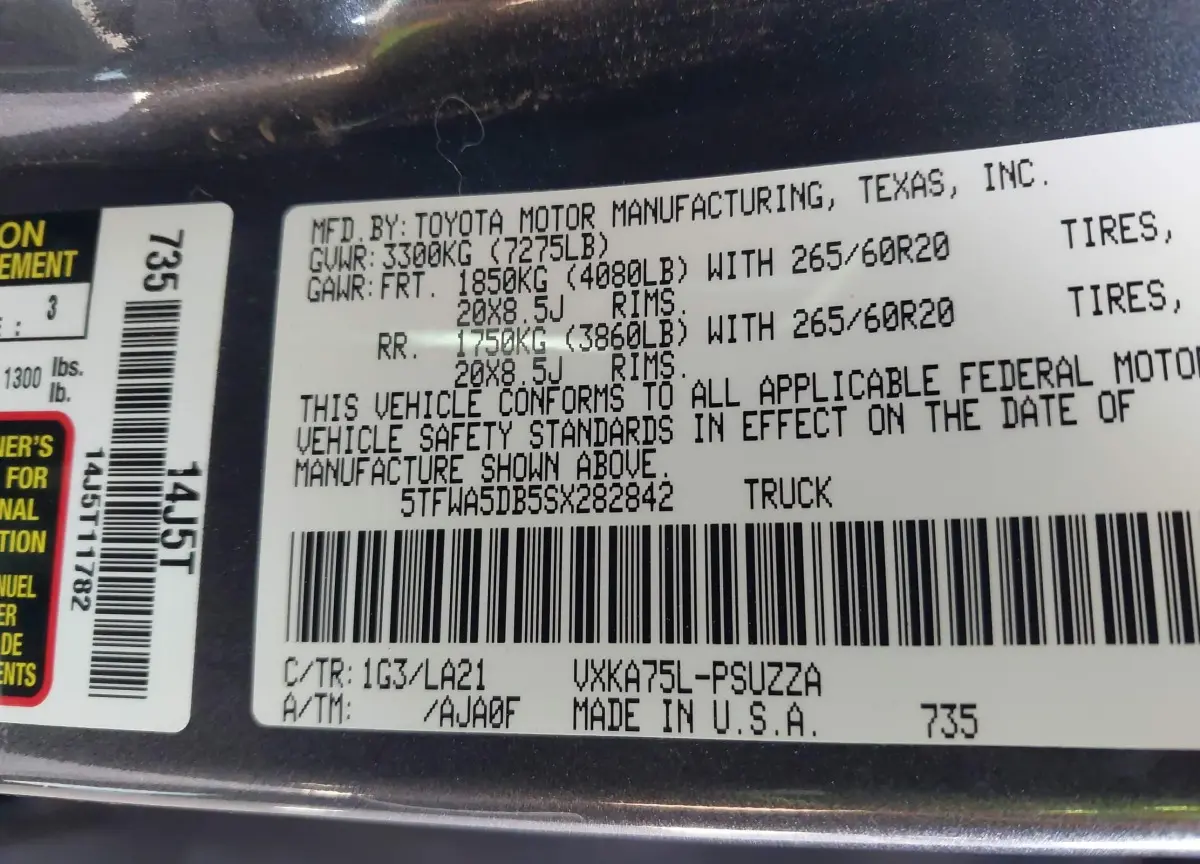 ON
EMENT
3
E :
1300 lbs.
lb.
NER'S
FOR
NAL
TION
NUEL
ER
DE
ENTS
735
14J5T
14J5T11782
MFD. BY: TOYOTA MOTOR MANUFACTURING, TEXAS, INC.
GVWR: 3300KG (7275LB)
GAWR: FRT. 1850KG (4080LB) WITH 265/60R20 TIRES,
20X8.5J RIMS.
RR. 1750KG (3860LB) WITH 265/60R20 TIRES,
20X8.5J RIMS.
THIS VEHICLE CONFORMS TO ALL APPLICABLE FEDERAL MOTOR
VEHICLE SAFETY STANDARDS IN EFFECT ON THE DATE OF
MANUFACTURE SHOWN ABOVE.
5TFWA5DB5SX282842 TRUCK
C/TR: 1G3/LA21 VXKA75L-PSUZZA
A/TM: /AJA0F MADE IN U.S.A. 735